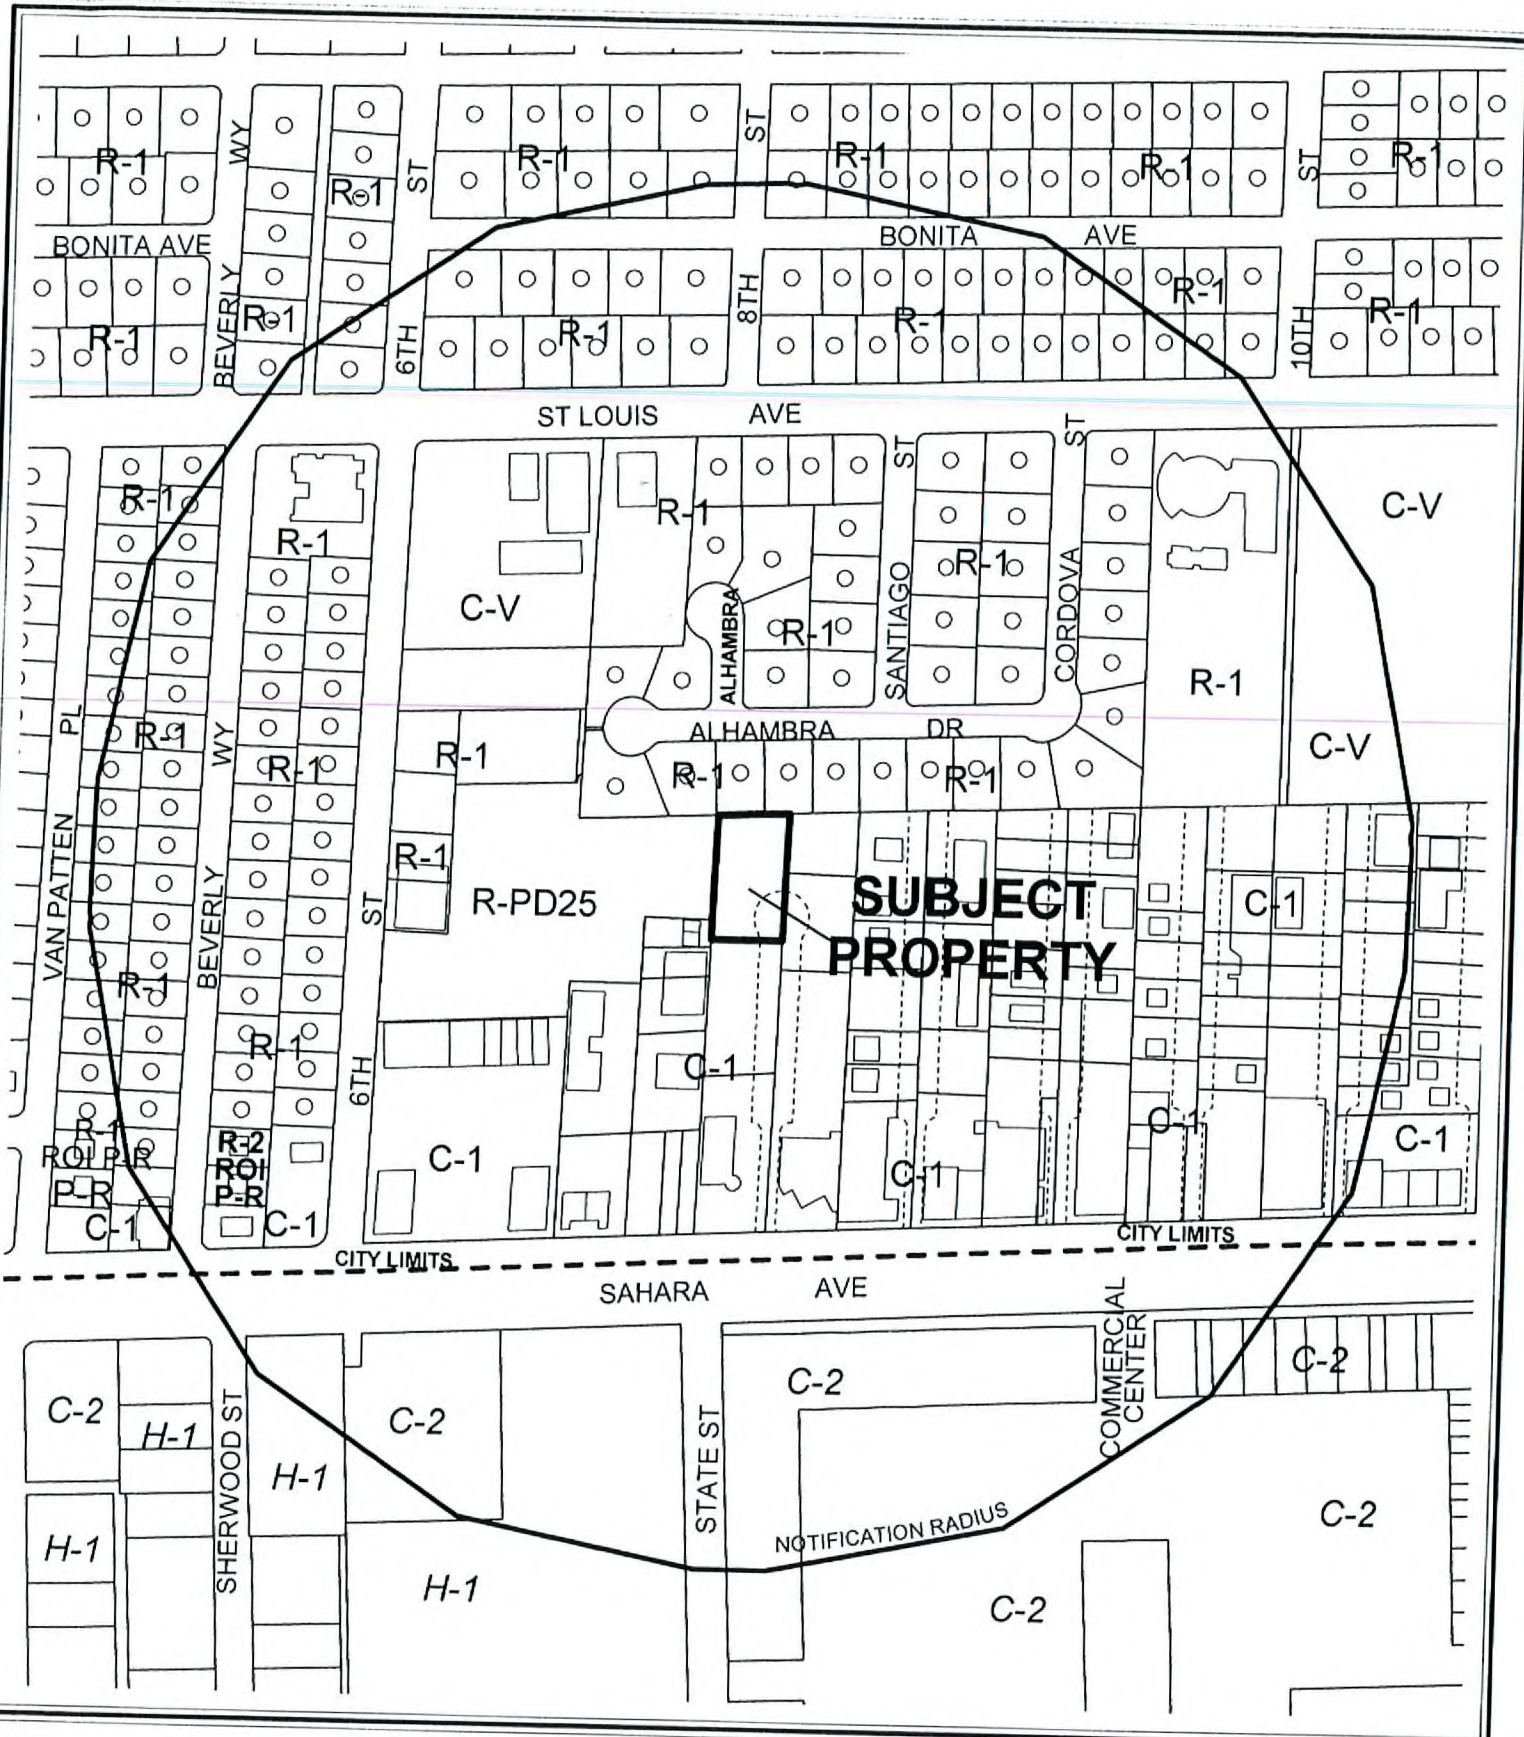 R-1
WY
R-1
ST
R-1
ST
R-1
R-1
ST
R-1
BONITA AVE
BONITA AVE
R-1
BEVERLY
R-1
6TH
R-1
8TH
R-1
R-1
10TH
R-1
ST LOUIS AVE
R-1
R-1
C-V
R-1
ALHAMBRA
R-1
ST
SANTIAGO
R-1
ST
CORDOVA
R-1
C-V
C-V
PL
VAN PATTEN
R-1
WY
BEVERLY
R-1
R-1
ALHAMBRA DR
R-1
R-1
R-1
ST
R-PD25
SUBJECT
PROPERTY
C-1
R-1
R-1
6TH
C-1
R-1
ROI P-R
P-R
C-1
R-2
ROI
P-R
C-1
C-1
C-1
C-1
C-1
CITY LIMITS
CITY LIMITS
SAHARA AVE
C-2
H-1
H-1
SHERWOOD ST
H-1
C-2
H-1
STATE ST
C-2
COMMERCIAL
CENTER
C-2
NOTIFICATION RADIUS
C-2
C-2